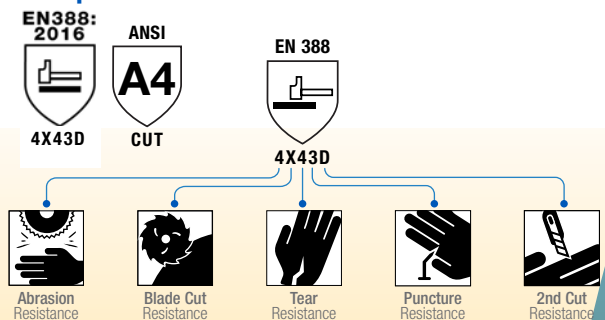 EN388:
2016
4X43D
ANSI
A4
CUT
EN 388
4X43D
Abrasion
Resistance
Blade Cut
Resistance
Tear
Resistance
Puncture
Resistance
2nd Cut
Resistance